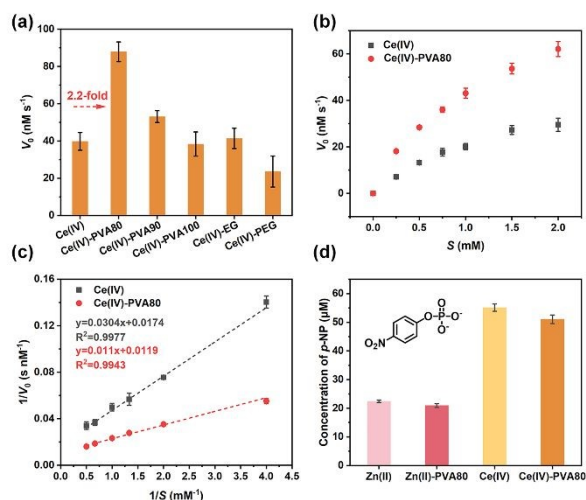 (a)
100
80
60
40
20
0
V₀ (nM s⁻¹)
2.2-fold
Ce(IV)
Ce(IV)-PVA80
Ce(IV)-PVA90
Ce(IV)-PVA100
Ce(IV)-EG
Ce(IV)-PEG
(b)
Ce(IV)
Ce(IV)-PVA80
60
40
20
0
V₀ (nM s⁻¹)
0.0 0.5 1.0 1.5 2.0
S (mM)
(c)
Ce(IV)
Ce(IV)-PVA80
y=0.0304x+0.0174
R²=0.9977
y=0.011x+0.0119
R²=0.9943
0.16
0.12
0.08
0.04
0.00
1/V₀ (s nM⁻¹)
0.0 0.5 1.0 1.5 2.0 2.5 3.0 3.5 4.0 4.5
1/S (mM⁻¹)
(d)
80
70
60
50
40
30
20
10
0
Concentration of p-NP (μM)
O₂N
O
O
P
O⁻
O⁻
Zn(II) Zn(II)-PVA80 Ce(IV) Ce(IV)-PVA80